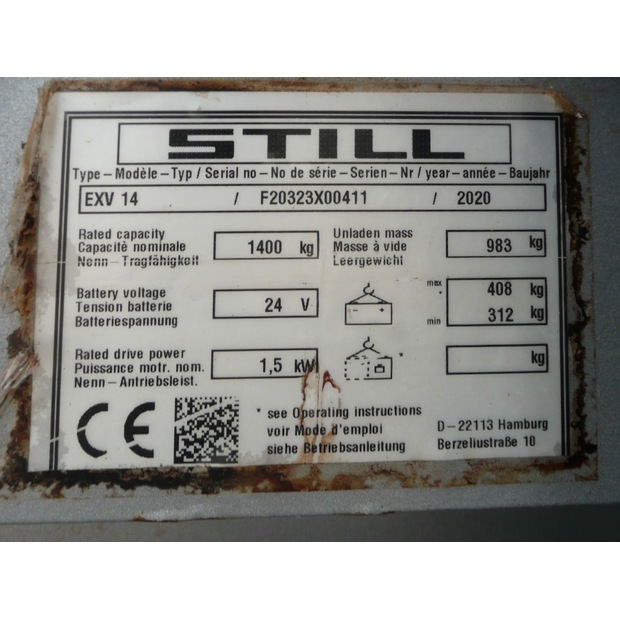 STILL
Type – Modèle – Typ / Serial no – No de série – Serien – Nr / year – année – Baujahr
EXV 14 / F20323X00411 / 2020
Rated capacity
Capacité nominale
Nenn – Tragfähigkeit
1400 kg
Unladen mass
Masse à vide
Leergewicht
983 kg
Battery voltage
Tension batterie
Batteriespannung
24 V
max * 408 kg
min 312 kg
Rated drive power
Puissance motr. nom.
Nenn – Antriebsleist.
1,5 kW
* kg
CE
* see Operating instructions
voir Mode d'emploi
siehe Betriebsanleitung
D – 22113 Hamburg
Berzeliustraße 10